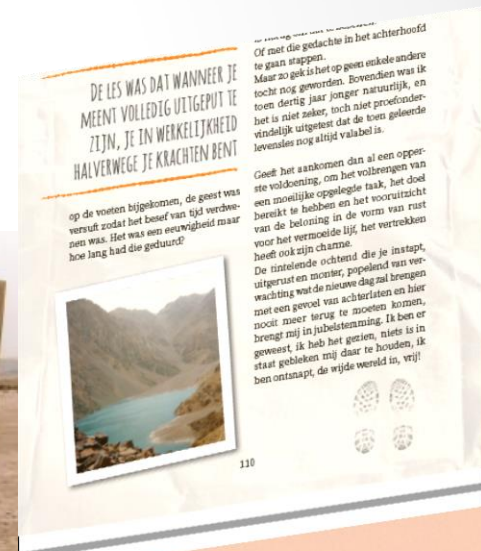 DE LES WAS DAT WANNEER JE
MEENT VOLLEDIG UITGEPUT TE
ZIJN, JE IN WERKELIJKHEID
HALVERWEGE JE KRACHTEN BENT
op de voeten bijgekomen, de geest was
versuft zodat het besef van tijd verdwe-
nen was. Het was een eeuwigheid maar
hoe lang had die geduurd?
Of met die gedachte in het achterhoofd
te gaan stappen.
Maar zo gek is het op geen enkele andere
tocht nog geworden. Bovendien was ik
toen dertig jaar jonger natuurlijk, en
het is niet zeker, toch niet proefonder-
vindelijk uitgetest dat de toen geleerde
levensles nog altijd valabel is.
Geeft het aankomen dan al een opper-
ste voldoening, om het volbrengen van
een moeilijke opgelegde taak, het doel
bereikt te hebben en het vooruitzicht
van de beloning in de vorm van rust
voor het vermoeide lijf, het vertrekken
heeft ook zijn charme.
De tintelende ochtend die je instapt,
uitgerust en monter, popelend van ver-
wachting wat de nieuwe dag zal brengen
met een gevoel van achterlaten en hier
nooit meer terug te moeten komen,
brengt mij in jubelstemming. Ik ben er
geweest, ik heb het gezien, niets is in
staat gebleken mij daar te houden, ik
ben ontsnapt, de wijde wereld in, vrij!
110